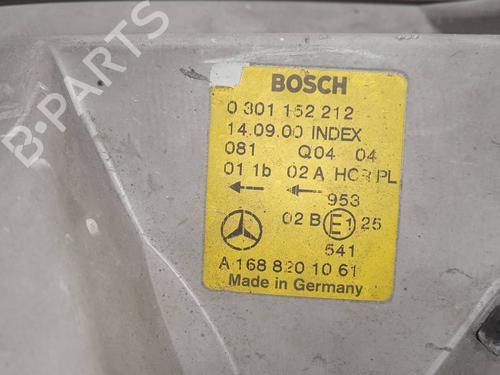 B-PARTS
BOSCH
0 301 152 212
14.09.00 INDEX
081 Q04 04
01 1b 02 A HCR PL
953
02 B E1 25
541
A 168 820 10 61
Made in Germany